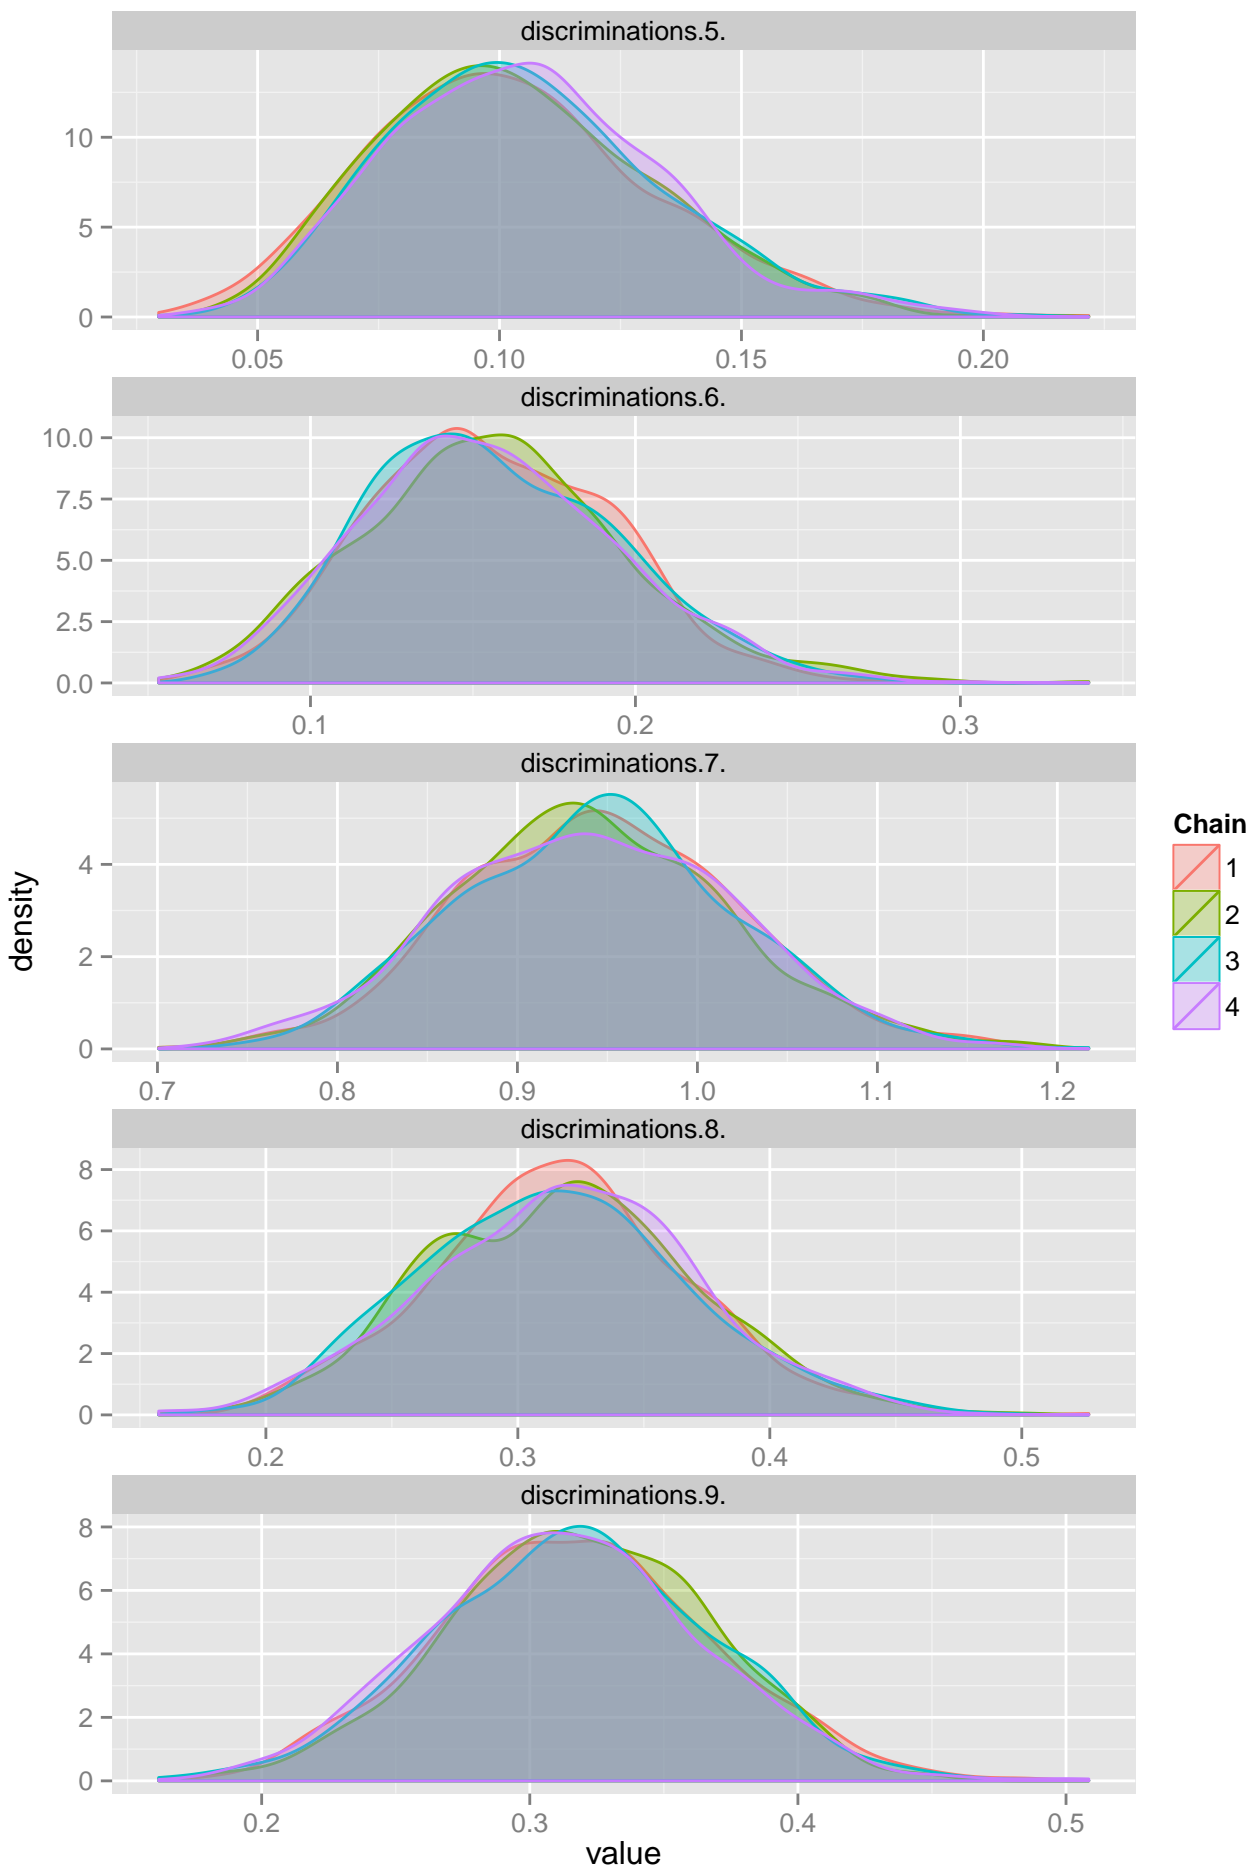 discriminations.5.
10
5
0
0.05 0.10 0.15 0.20
discriminations.6.
10.0
7.5
5.0
2.5
0.0
0.1 0.2 0.3
discriminations.7.
4
2
0
0.7 0.8 0.9 1.0 1.1 1.2
discriminations.8.
8
6
4
2
0
0.2 0.3 0.4 0.5
discriminations.9.
8
6
4
2
0
0.2 0.3 0.4 0.5
value
density
Chain
1
2
3
4